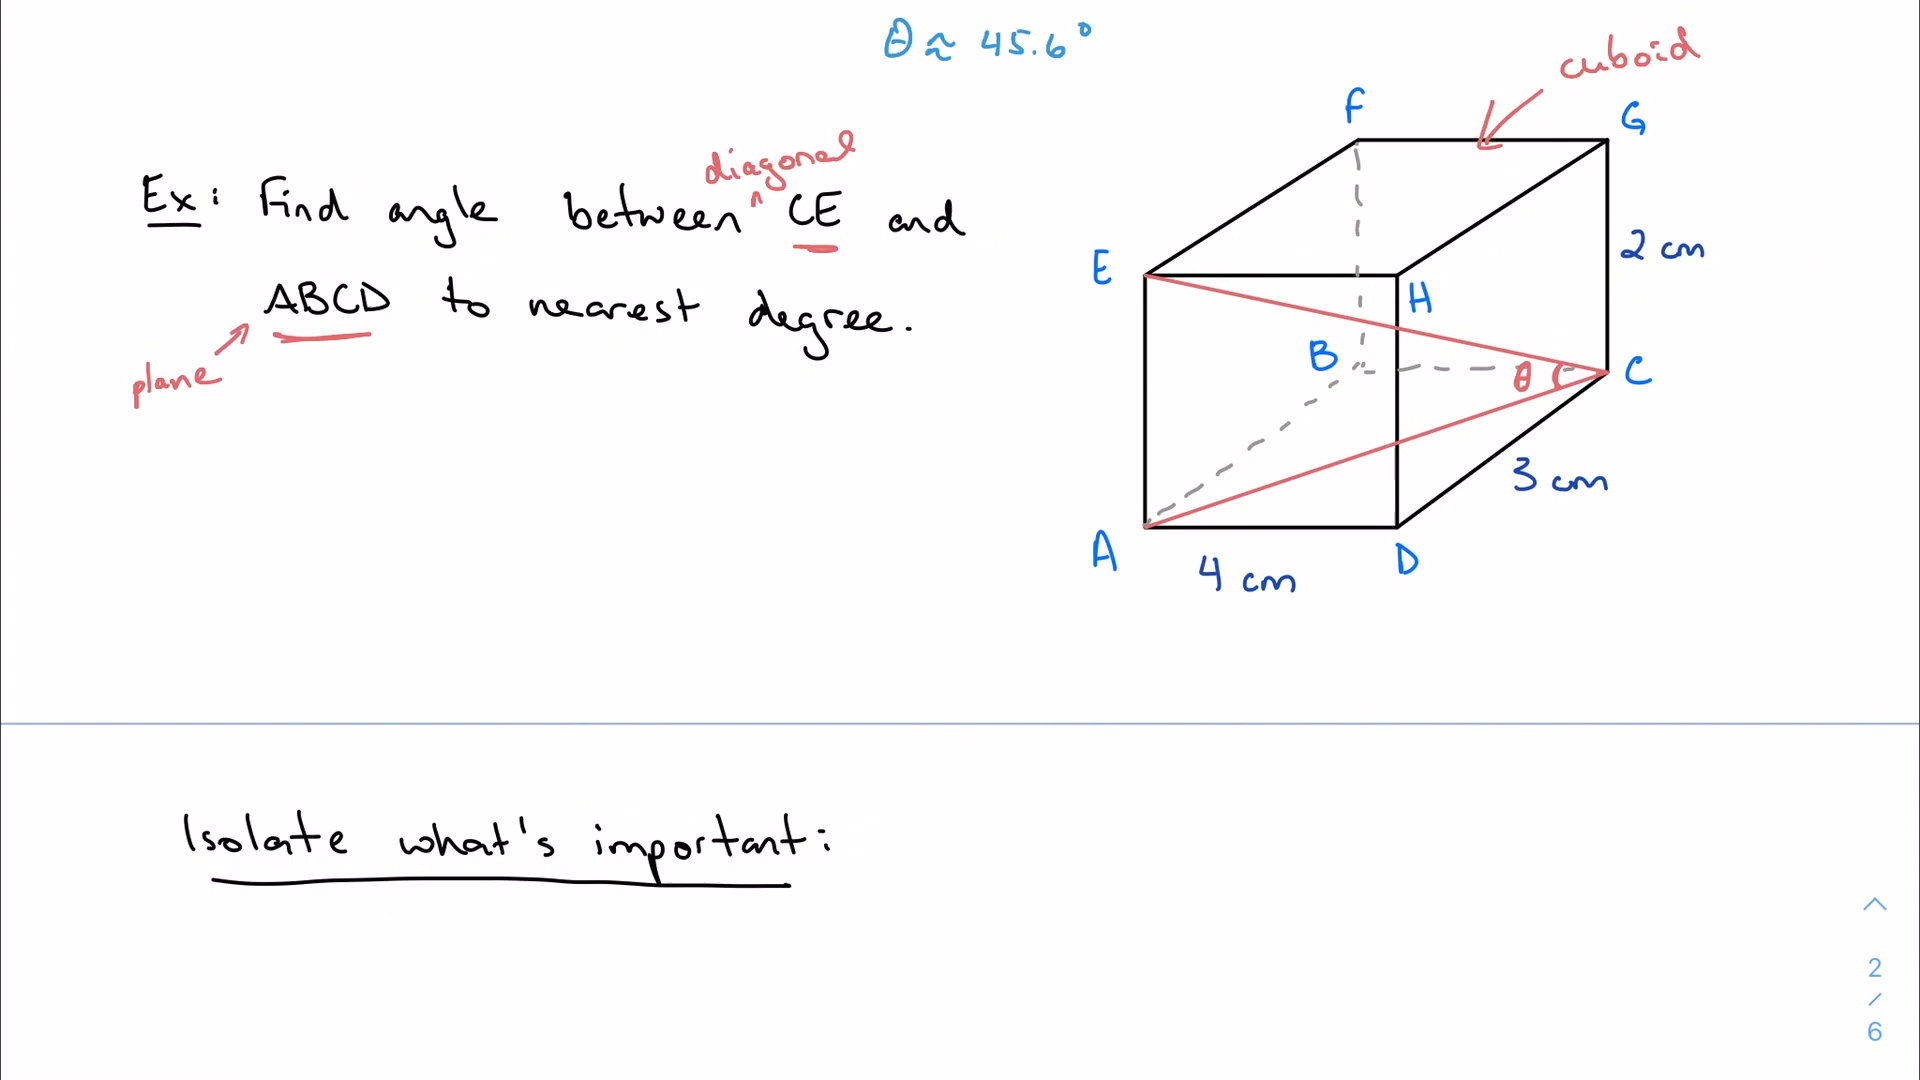 θ ≈ 45.6°
cuboid
F
G
diagonal
Ex: Find angle between ^ CE and
2 cm
E
H
ABCD to nearest degree.
plane
B
θ
C
3 cm
A
4 cm
D
Isolate what's important:
2
/
6